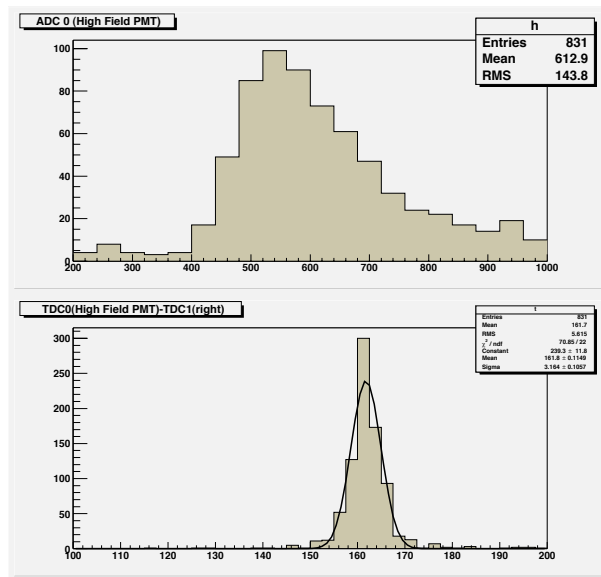 ADC 0 (High Field PMT)
h
Entries 831
Mean 612.9
RMS 143.8
100
80
60
40
20
0
200 300 400 500 600 700 800 900 1000
TDC0(High Field PMT)-TDC1(right)
t
Entries 831
Mean 161.7
RMS 5.615
χ² / ndf 70.85 / 22
Constant 239.3 ± 11.8
Mean 161.8 ± 0.1149
Sigma 3.164 ± 0.1057
300
250
200
150
100
50
0
100 110 120 130 140 150 160 170 180 190 200